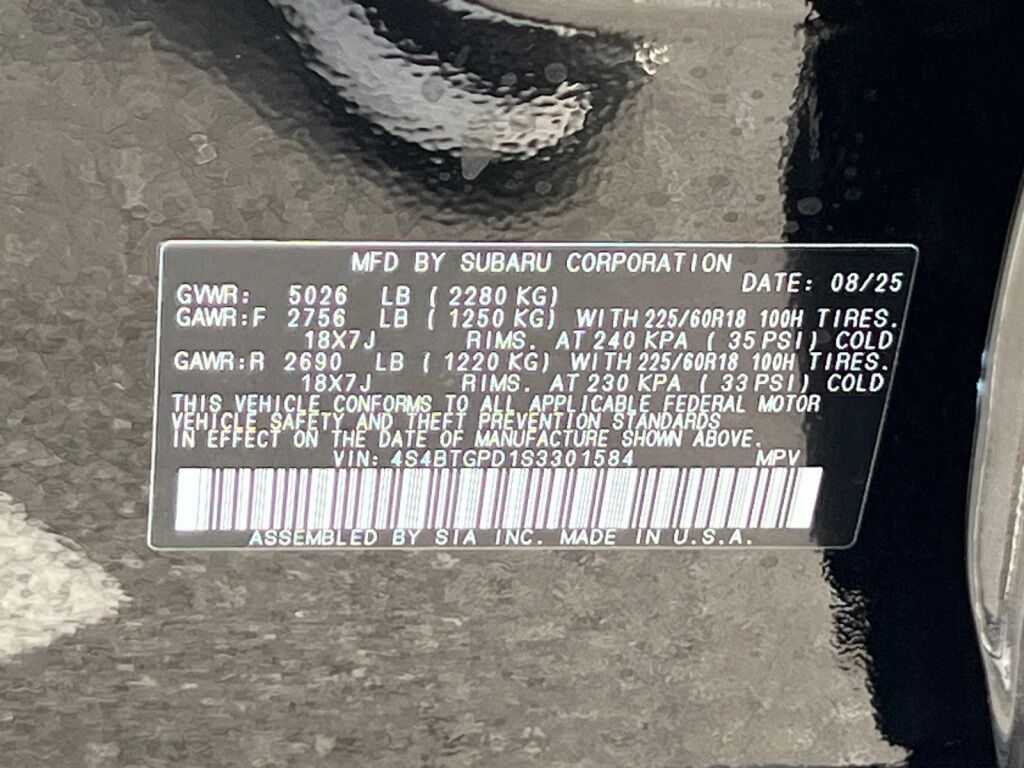 MFD BY SUBARU CORPORATION
DATE: 08/25
GVWR: 5026 LB ( 2280 KG)
GAWR:F 2756 LB ( 1250 KG) WITH 225/60R18 100H TIRES.
18X7J RIMS. AT 240 KPA ( 35 PSI) COLD
GAWR:R 2690 LB ( 1220 KG) WITH 225/60R18 100H TIRES.
18X7J RIMS. AT 230 KPA ( 33 PSI) COLD
THIS VEHICLE CONFORMS TO ALL APPLICABLE FEDERAL MOTOR
VEHICLE SAFETY AND THEFT PREVENTION STANDARDS
IN EFFECT ON THE DATE OF MANUFACTURE SHOWN ABOVE.
VIN: 4S4BTGPD1S3301584 MPV
ASSEMBLED BY SIA INC. MADE IN U.S.A.